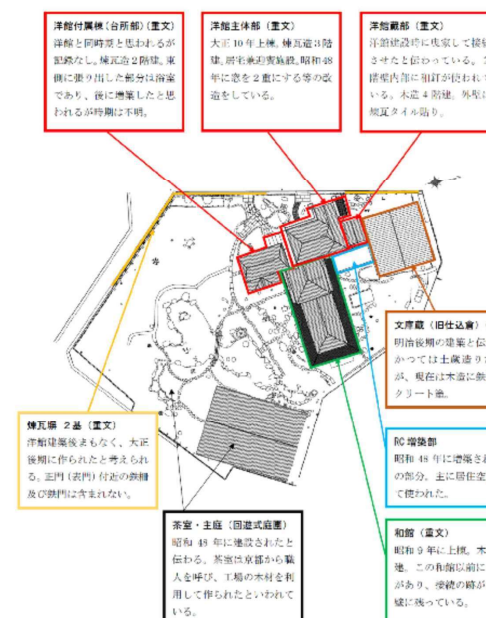 洋館付属棟(台所部)(重文)
洋館と同時期と思われるが
記録なし。煉瓦造2階建。東
側に張り出した部分は浴室
であり、後に増築したと思
われるが時期は不明。
洋館主体部(重文)
大正10年上棟。煉瓦造3階
建。居宅兼迎賓施設。昭和48
年に窓を2重にする等の改
造をしている。
洋館蔵部(重文)
洋館建設時に曳家して接続
させたと伝わっている。
階壁内部に和釘が使われ
いる。木造4階建。外壁
煉瓦タイル貼り。
文庫蔵(旧仕込倉)
明治後期の建築と伝
かつては土蔵造り
が、現在は木造に鉄
クリート塗。
煉瓦塀 2基(重文)
洋館建築後まもなく、大正
後期に作られたと考えられ
る。正門(表門)付近の鉄柵
及び鉄門は含まれない。
RC増築部
昭和48年に増築さ
の部分。主に居住空
て使われた。
茶室・主庭(回遊式庭園)
昭和48年に建設されたと
伝わる。茶室は京都から職
人を呼び、工場の木材を利
用して作られたといわれて
いる。
和館(重文)
昭和9年に上棟。木
建。この和館以前に
があり、接続の跡が
壁に残っている。